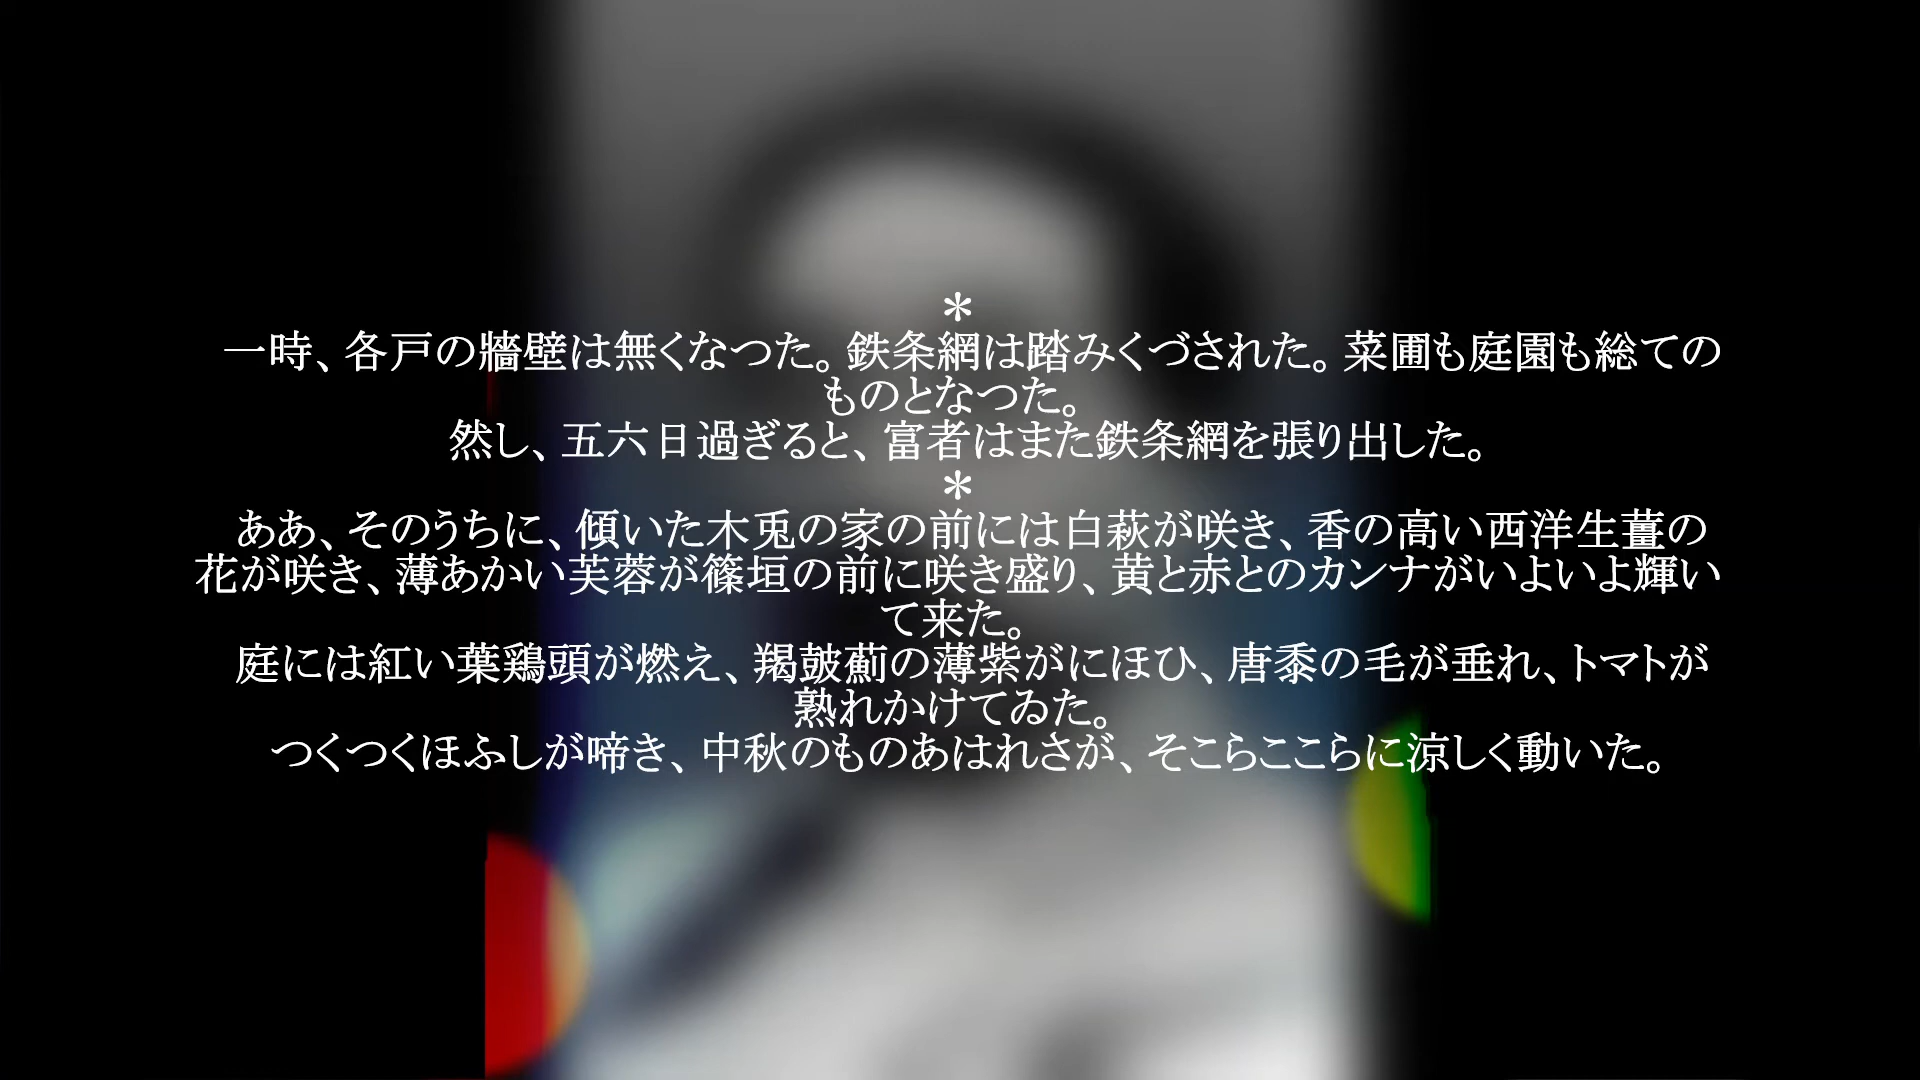 ＊
一時、各戸の牆壁は無くなつた。鉄条網は踏みくづされた。菜圃も庭園も総ての
ものとなつた。
然し、五六日過ぎると、富者はまた鉄条網を張り出した。
＊
ああ、そのうちに、傾いた木兎の家の前には白萩が咲き、香の高い西洋生薑の
花が咲き、薄あかい芙蓉が篠垣の前に咲き盛り、黄と赤とのカンナがいよいよ輝い
て来た。
庭には紅い葉鶏頭が燃え、羯皷薊の薄紫がにほひ、唐黍の毛が垂れ、トマトが
熟れかけてゐた。
つくつくほふしが啼き、中秋のものあはれさが、そこらここらに涼しく動いた。